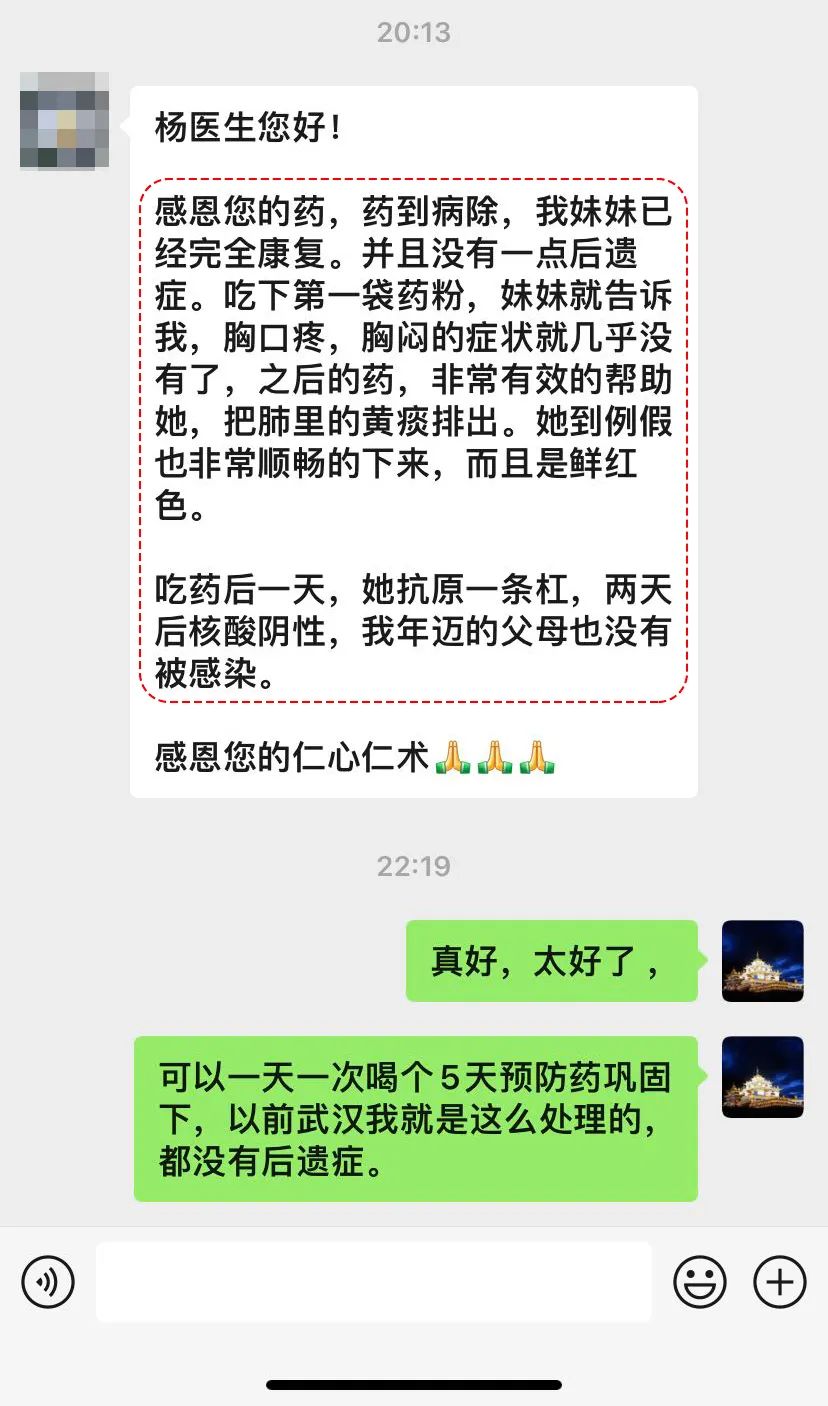 20:13
杨医生您好！
感恩您的药，药到病除，我妹妹已
经完全康复。并且没有一点后遗
症。吃下第一袋药粉，妹妹就告诉
我，胸口疼，胸闷的症状就几乎没
有了，之后的药，非常有效的帮助
她，把肺里的黄痰排出。她到例假
也非常顺畅的下来，而且是鲜红
色。
吃药后一天，她抗原一条杠，两天
后核酸阴性，我年迈的父母也没有
被感染。
感恩您的仁心仁术🙏🙏🙏
22:19
真好，太好了，
可以一天一次喝个5天预防药巩固
下，以前武汉我就是这么处理的，
都没有后遗症。